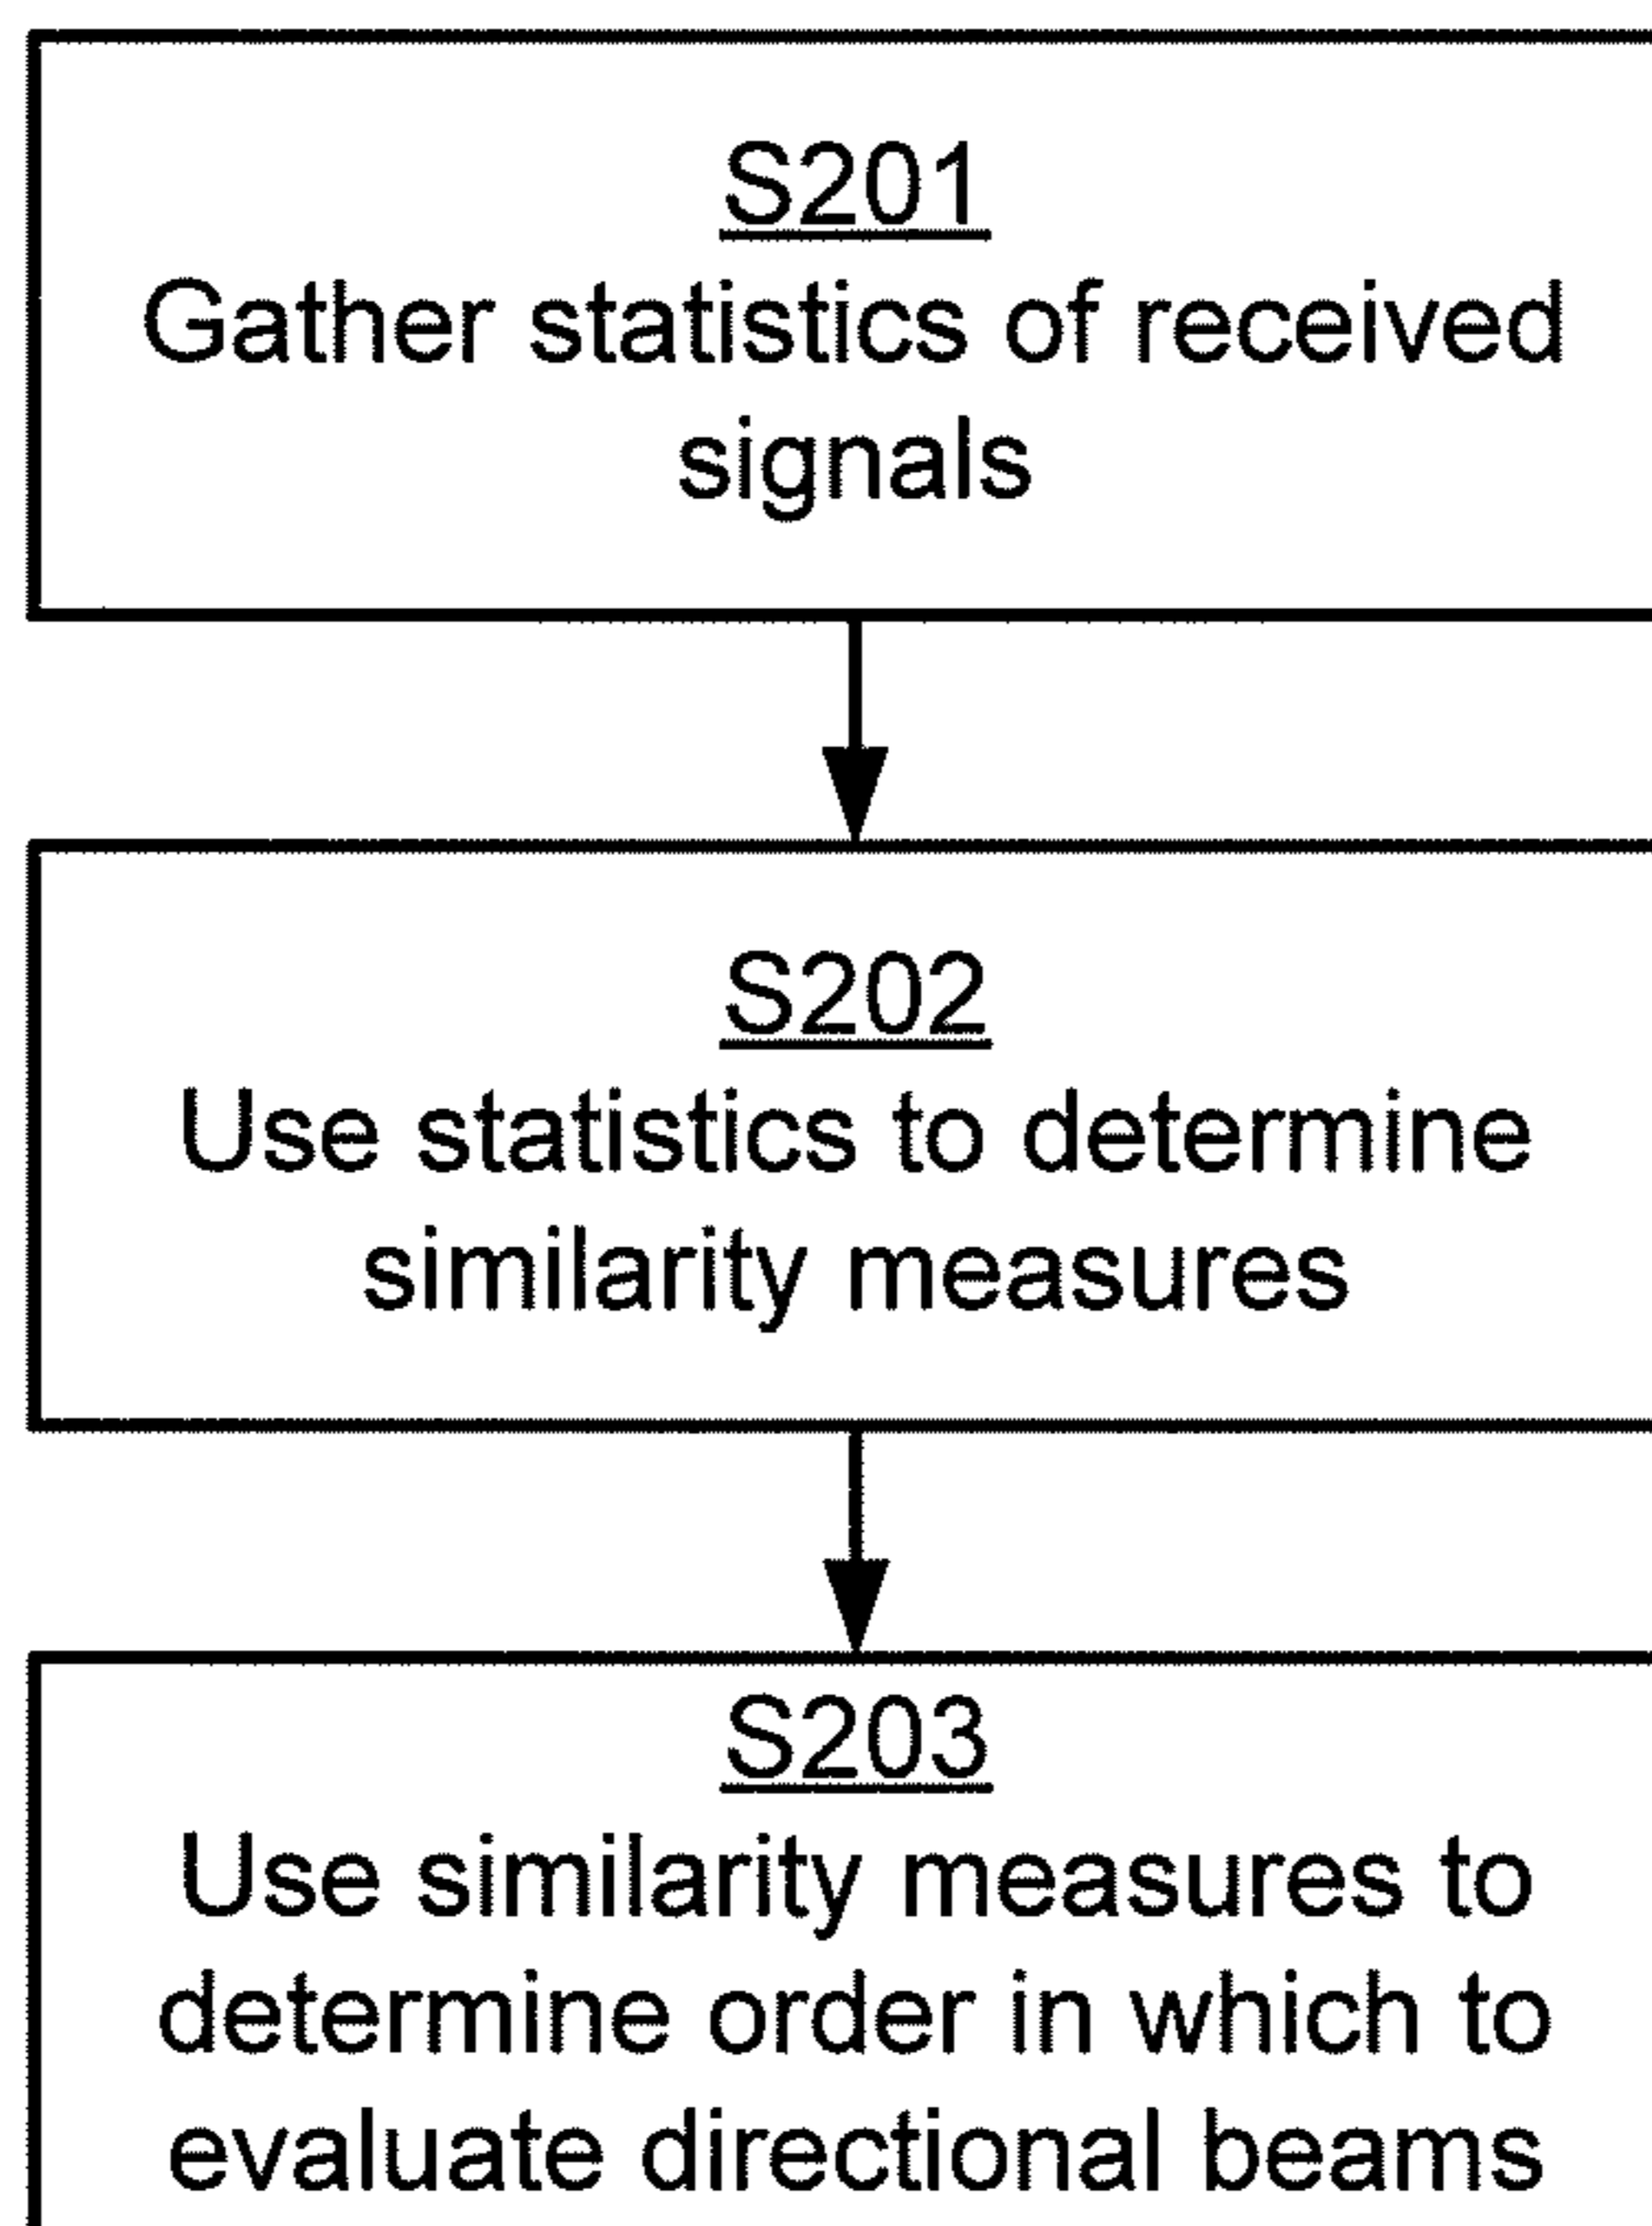 S201
Gather statistics of received
signals
S202
Use statistics to determine
similarity measures
S203
Use similarity measures to
determine order in which to
evaluate directional beams